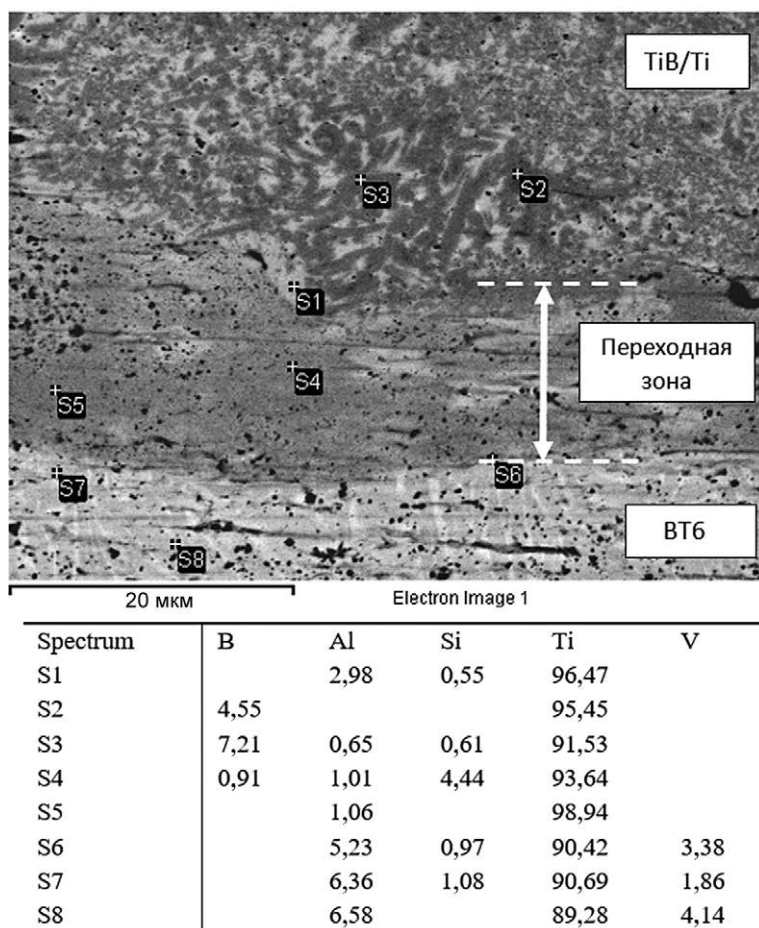 TiB/Ti
S3
S2
S1
Переходная
зона
S4
S5
S6
S7
ВТ6
S8
20 мкм
Electron Image 1
Spectrum B Al Si Ti V
S1 2,98 0,55 96,47
S2 4,55 95,45
S3 7,21 0,65 0,61 91,53
S4 0,91 1,01 4,44 93,64
S5 1,06 98,94
S6 5,23 0,97 90,42 3,38
S7 6,36 1,08 90,69 1,86
S8 6,58 89,28 4,14